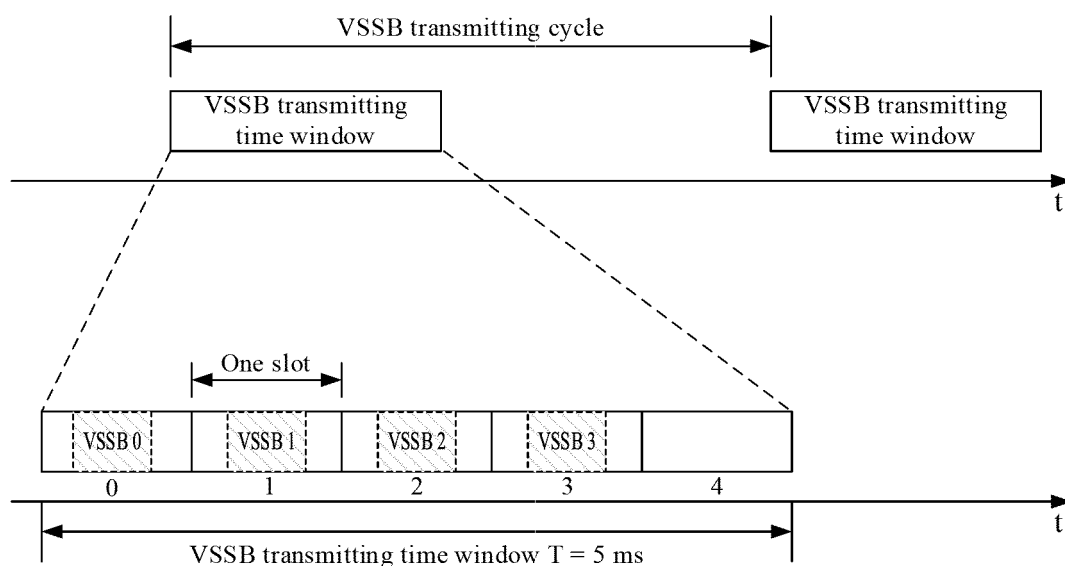 VSSB transmitting cycle
VSSB transmitting
time window
VSSB transmitting
time window
t
One slot
VSSB 0
VSSB 1
VSSB 2
VSSB 3
0
1
2
3
4
t
VSSB transmitting time window T = 5 ms